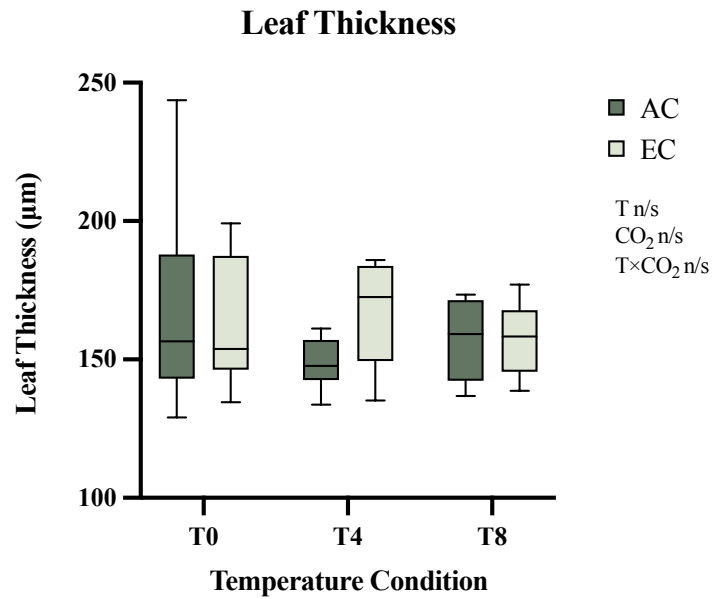 Leaf Thickness
Leaf Thickness (µm)
250
200
150
100
T0
T4
T8
Temperature Condition
AC
EC
T n/s
CO₂ n/s
T×CO₂ n/s